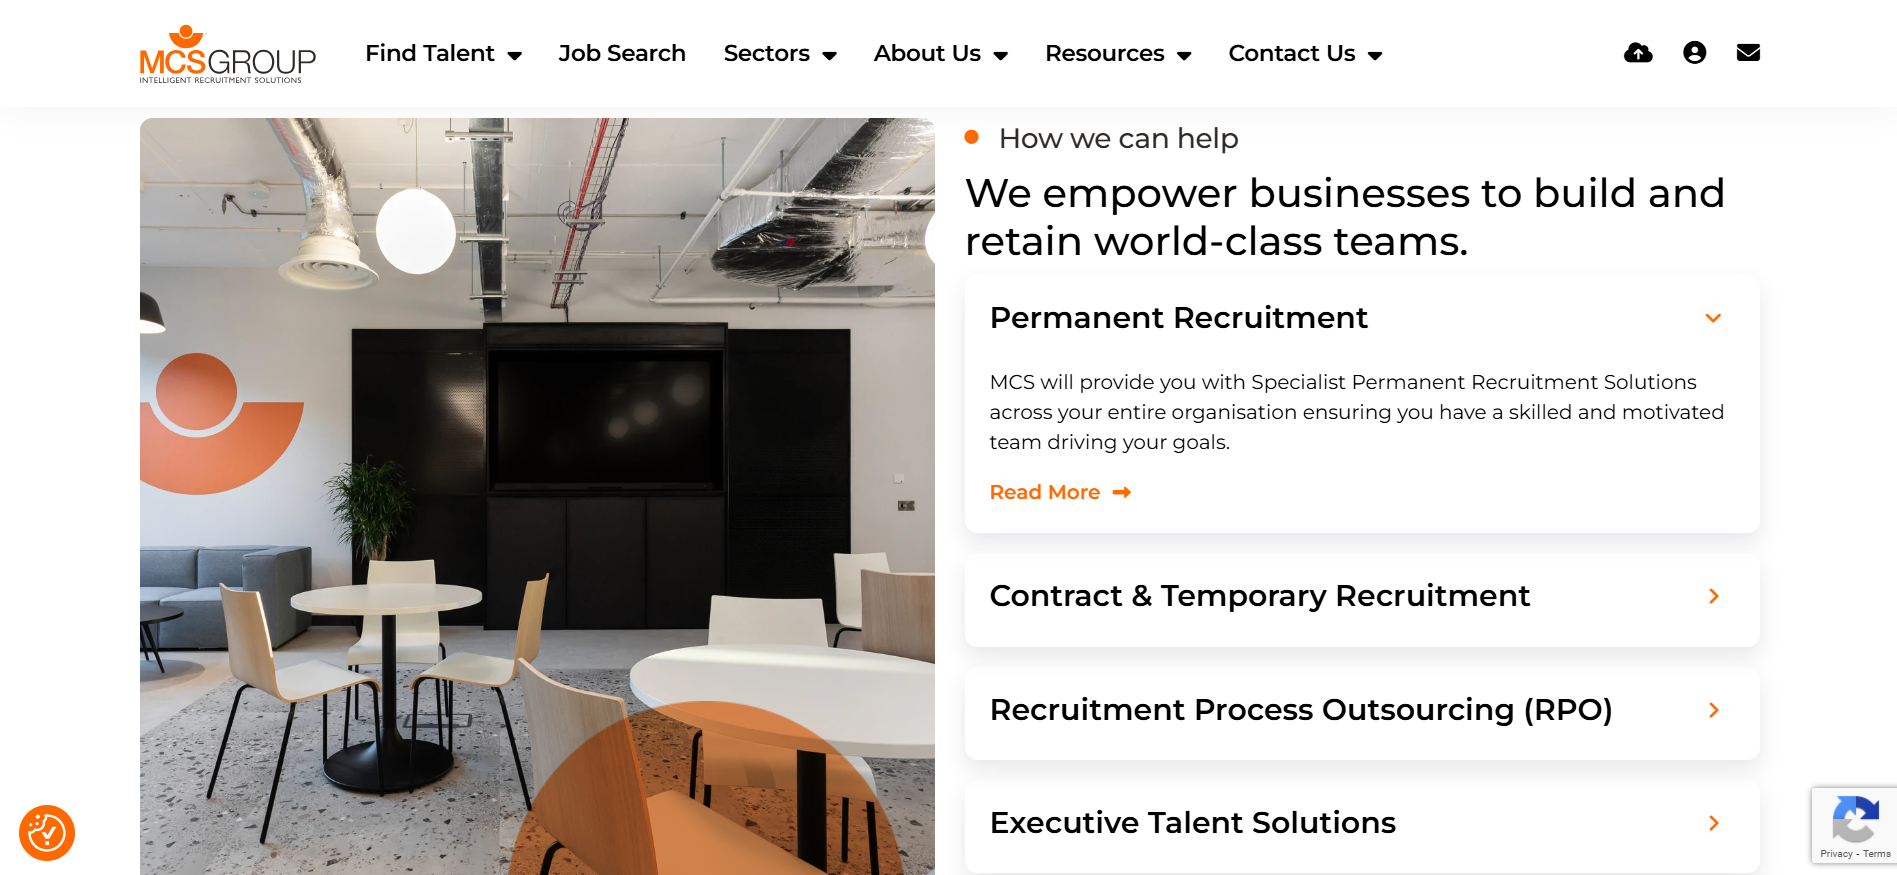 MCSGROUP
INTELLIGENT RECRUITMENT SOLUTIONS
Find Talent
Job Search
Sectors
About Us
Resources
Contact Us
How we can help
We empower businesses to build and
retain world-class teams.
Permanent Recruitment
MCS will provide you with Specialist Permanent Recruitment Solutions
across your entire organisation ensuring you have a skilled and motivated
team driving your goals.
Read More
Contract & Temporary Recruitment
Recruitment Process Outsourcing (RPO)
Executive Talent Solutions
Privacy - Terms